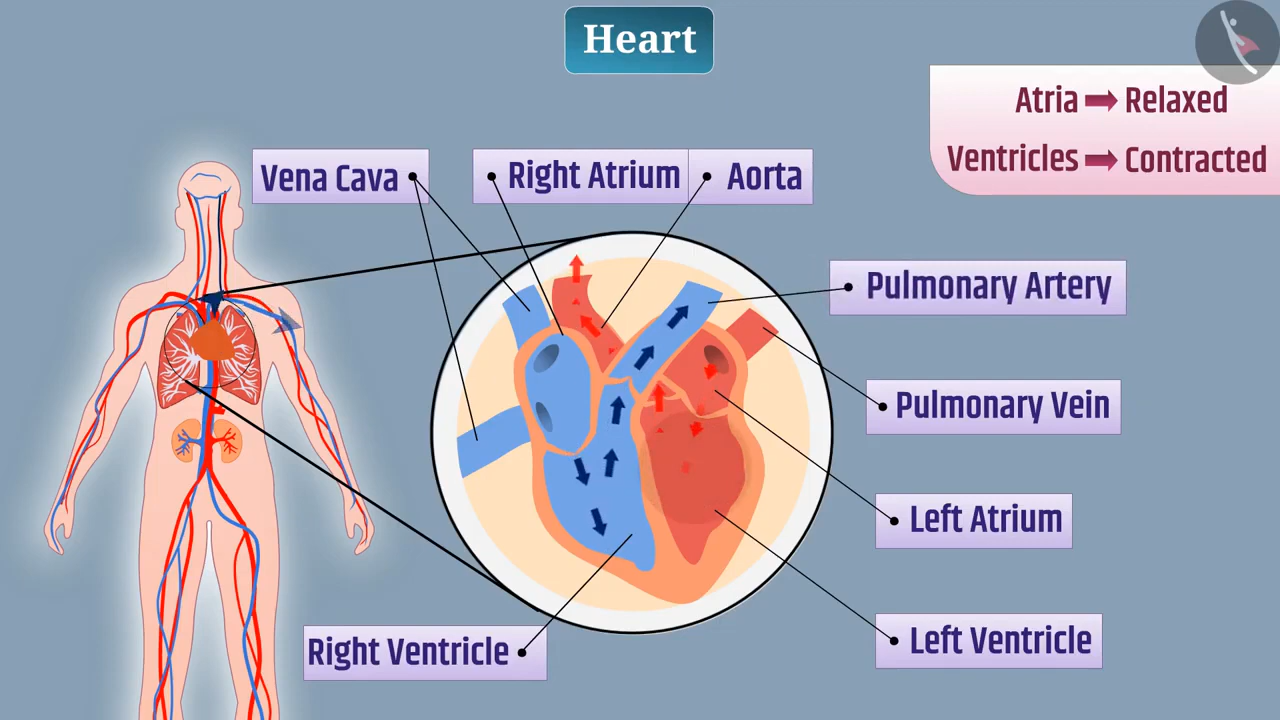 Heart
Atria ➡ Relaxed
Ventricles ➡ Contracted
Vena Cava
Right Atrium
Aorta
Pulmonary Artery
Pulmonary Vein
Left Atrium
Left Ventricle
Right Ventricle